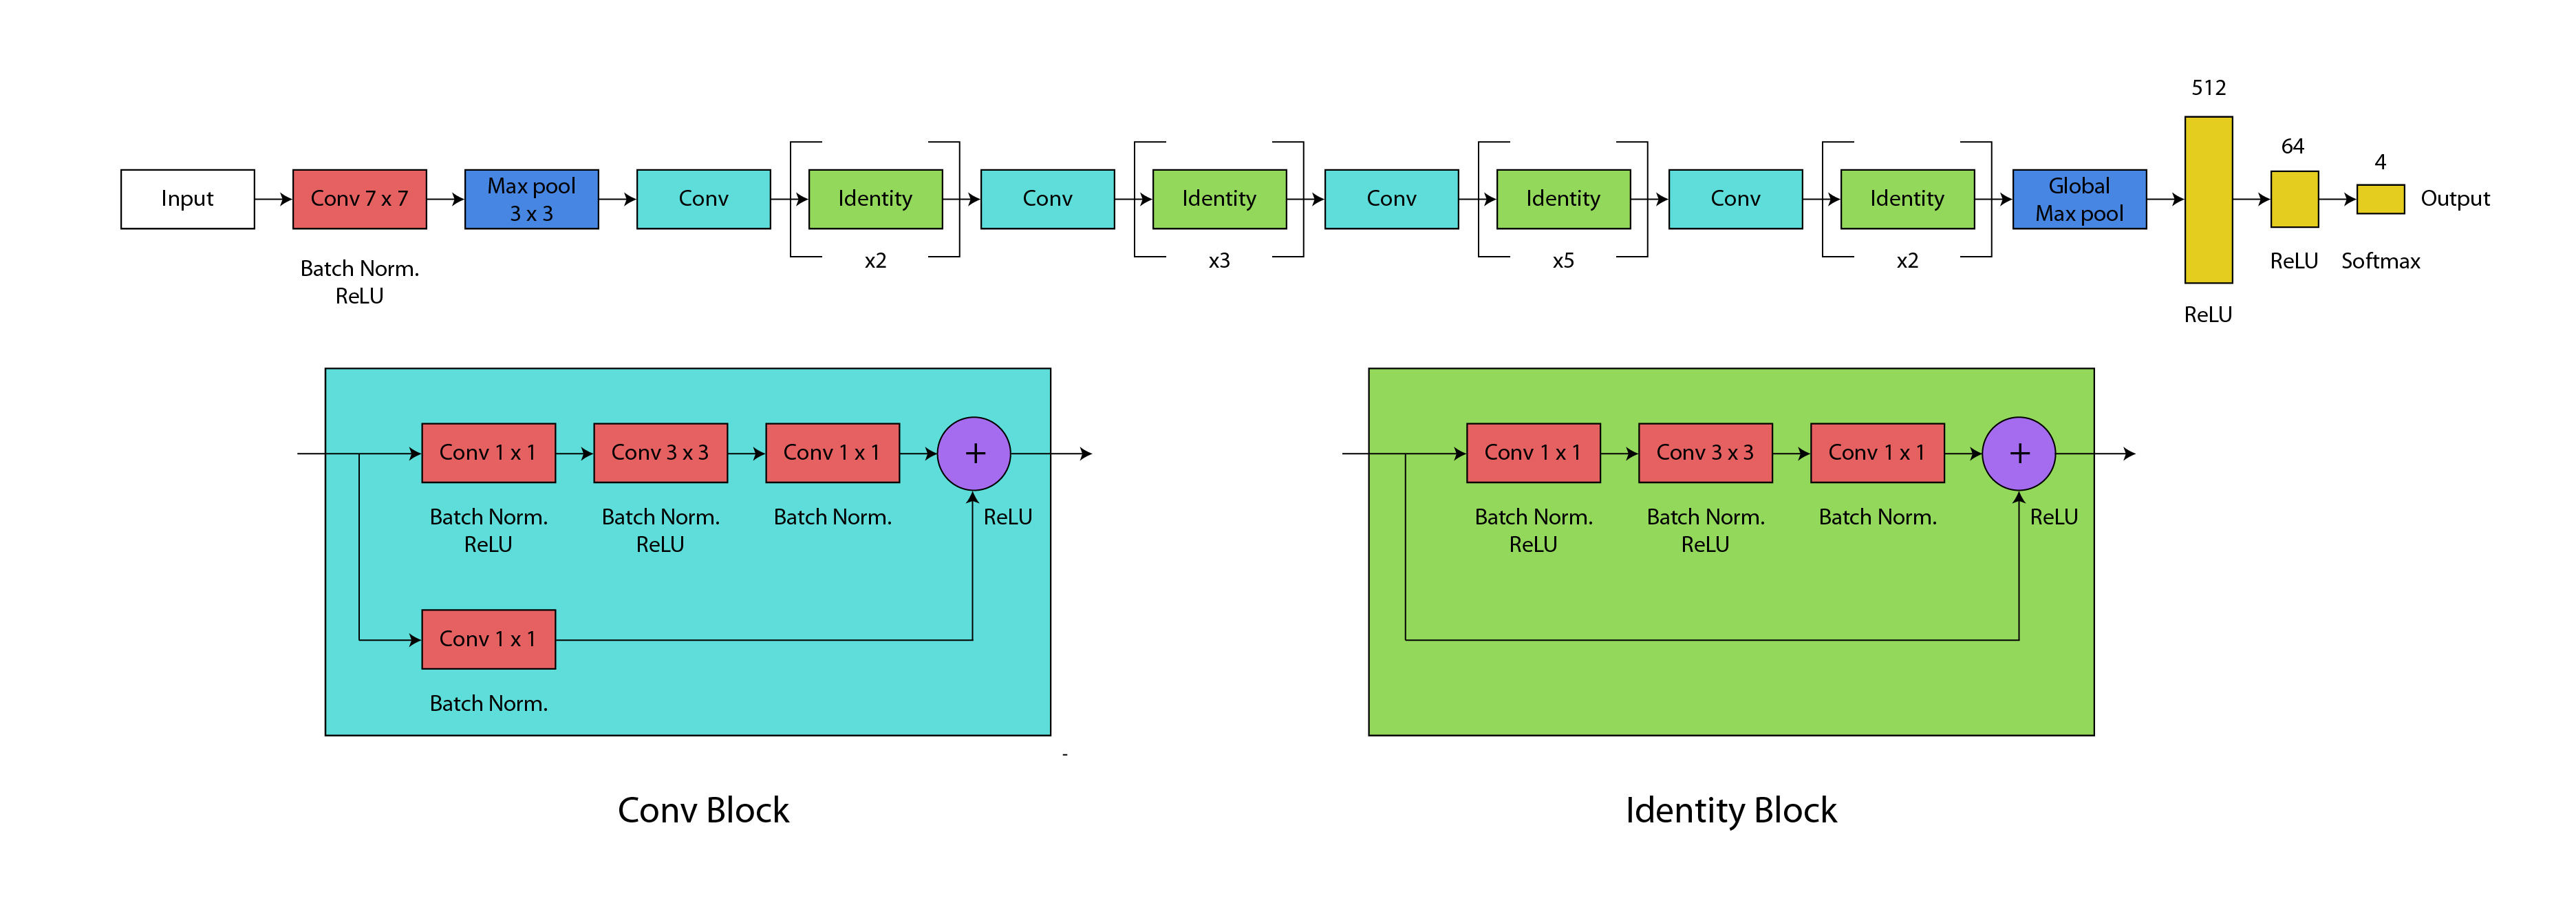 512
64
4
Input
Conv 7 x 7
Max pool
3 x 3
Conv
Identity
Conv
Identity
Conv
Identity
Conv
Identity
Global
Max pool
Output
Batch Norm.
ReLU
x2
x3
x5
x2
ReLU
ReLU
Softmax
Conv 1 x 1
Conv 3 x 3
Conv 1 x 1
+
Batch Norm.
ReLU
Batch Norm.
ReLU
Batch Norm.
ReLU
Conv 1 x 1
Batch Norm.
-
Conv Block
Conv 1 x 1
Conv 3 x 3
Conv 1 x 1
+
Batch Norm.
ReLU
Batch Norm.
ReLU
Batch Norm.
ReLU
Identity Block